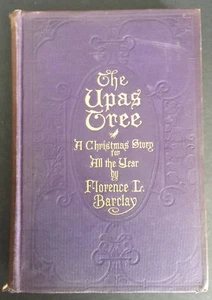 The
Upas
Tree
A Christmas Story
for
All the Year
by
Florence L.
Barclay